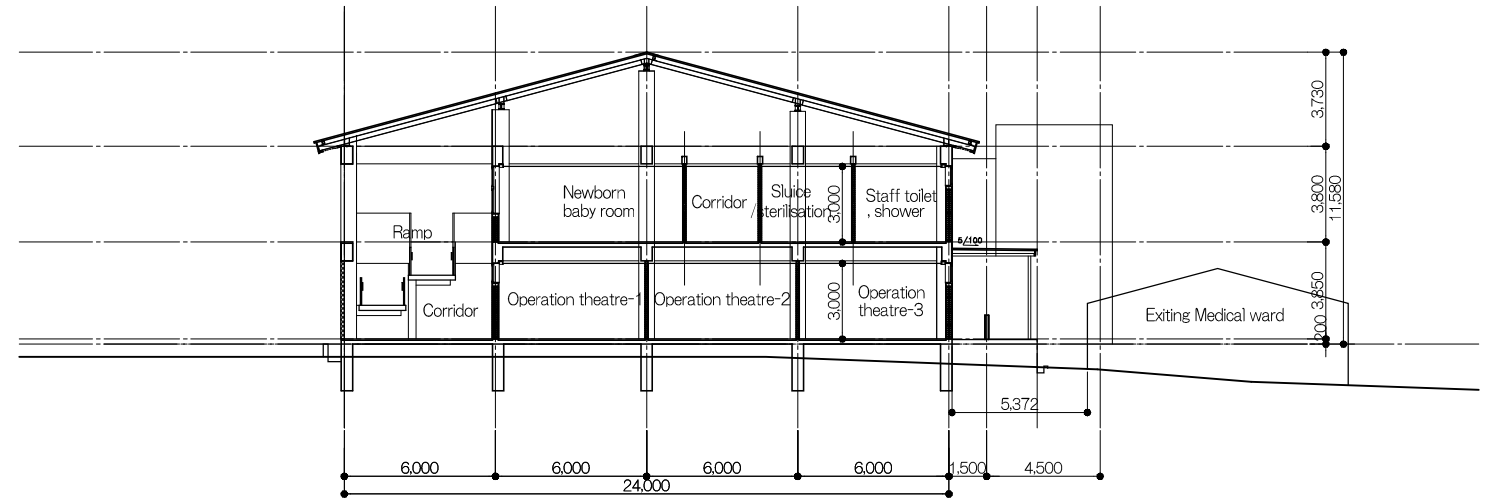 3,730
Newborn
baby room
Corridor
Sluice
/sterilisation
3,000
Staff toilet
, shower
3,800
11,580
Ramp
5/100
Operation theatre-1
Operation theatre-2
Operation
theatre-3
3,000
Corridor
3,850
Exiting Medical ward
200
5,372
6,000
6,000
6,000
6,000
1,500
4,500
24,000